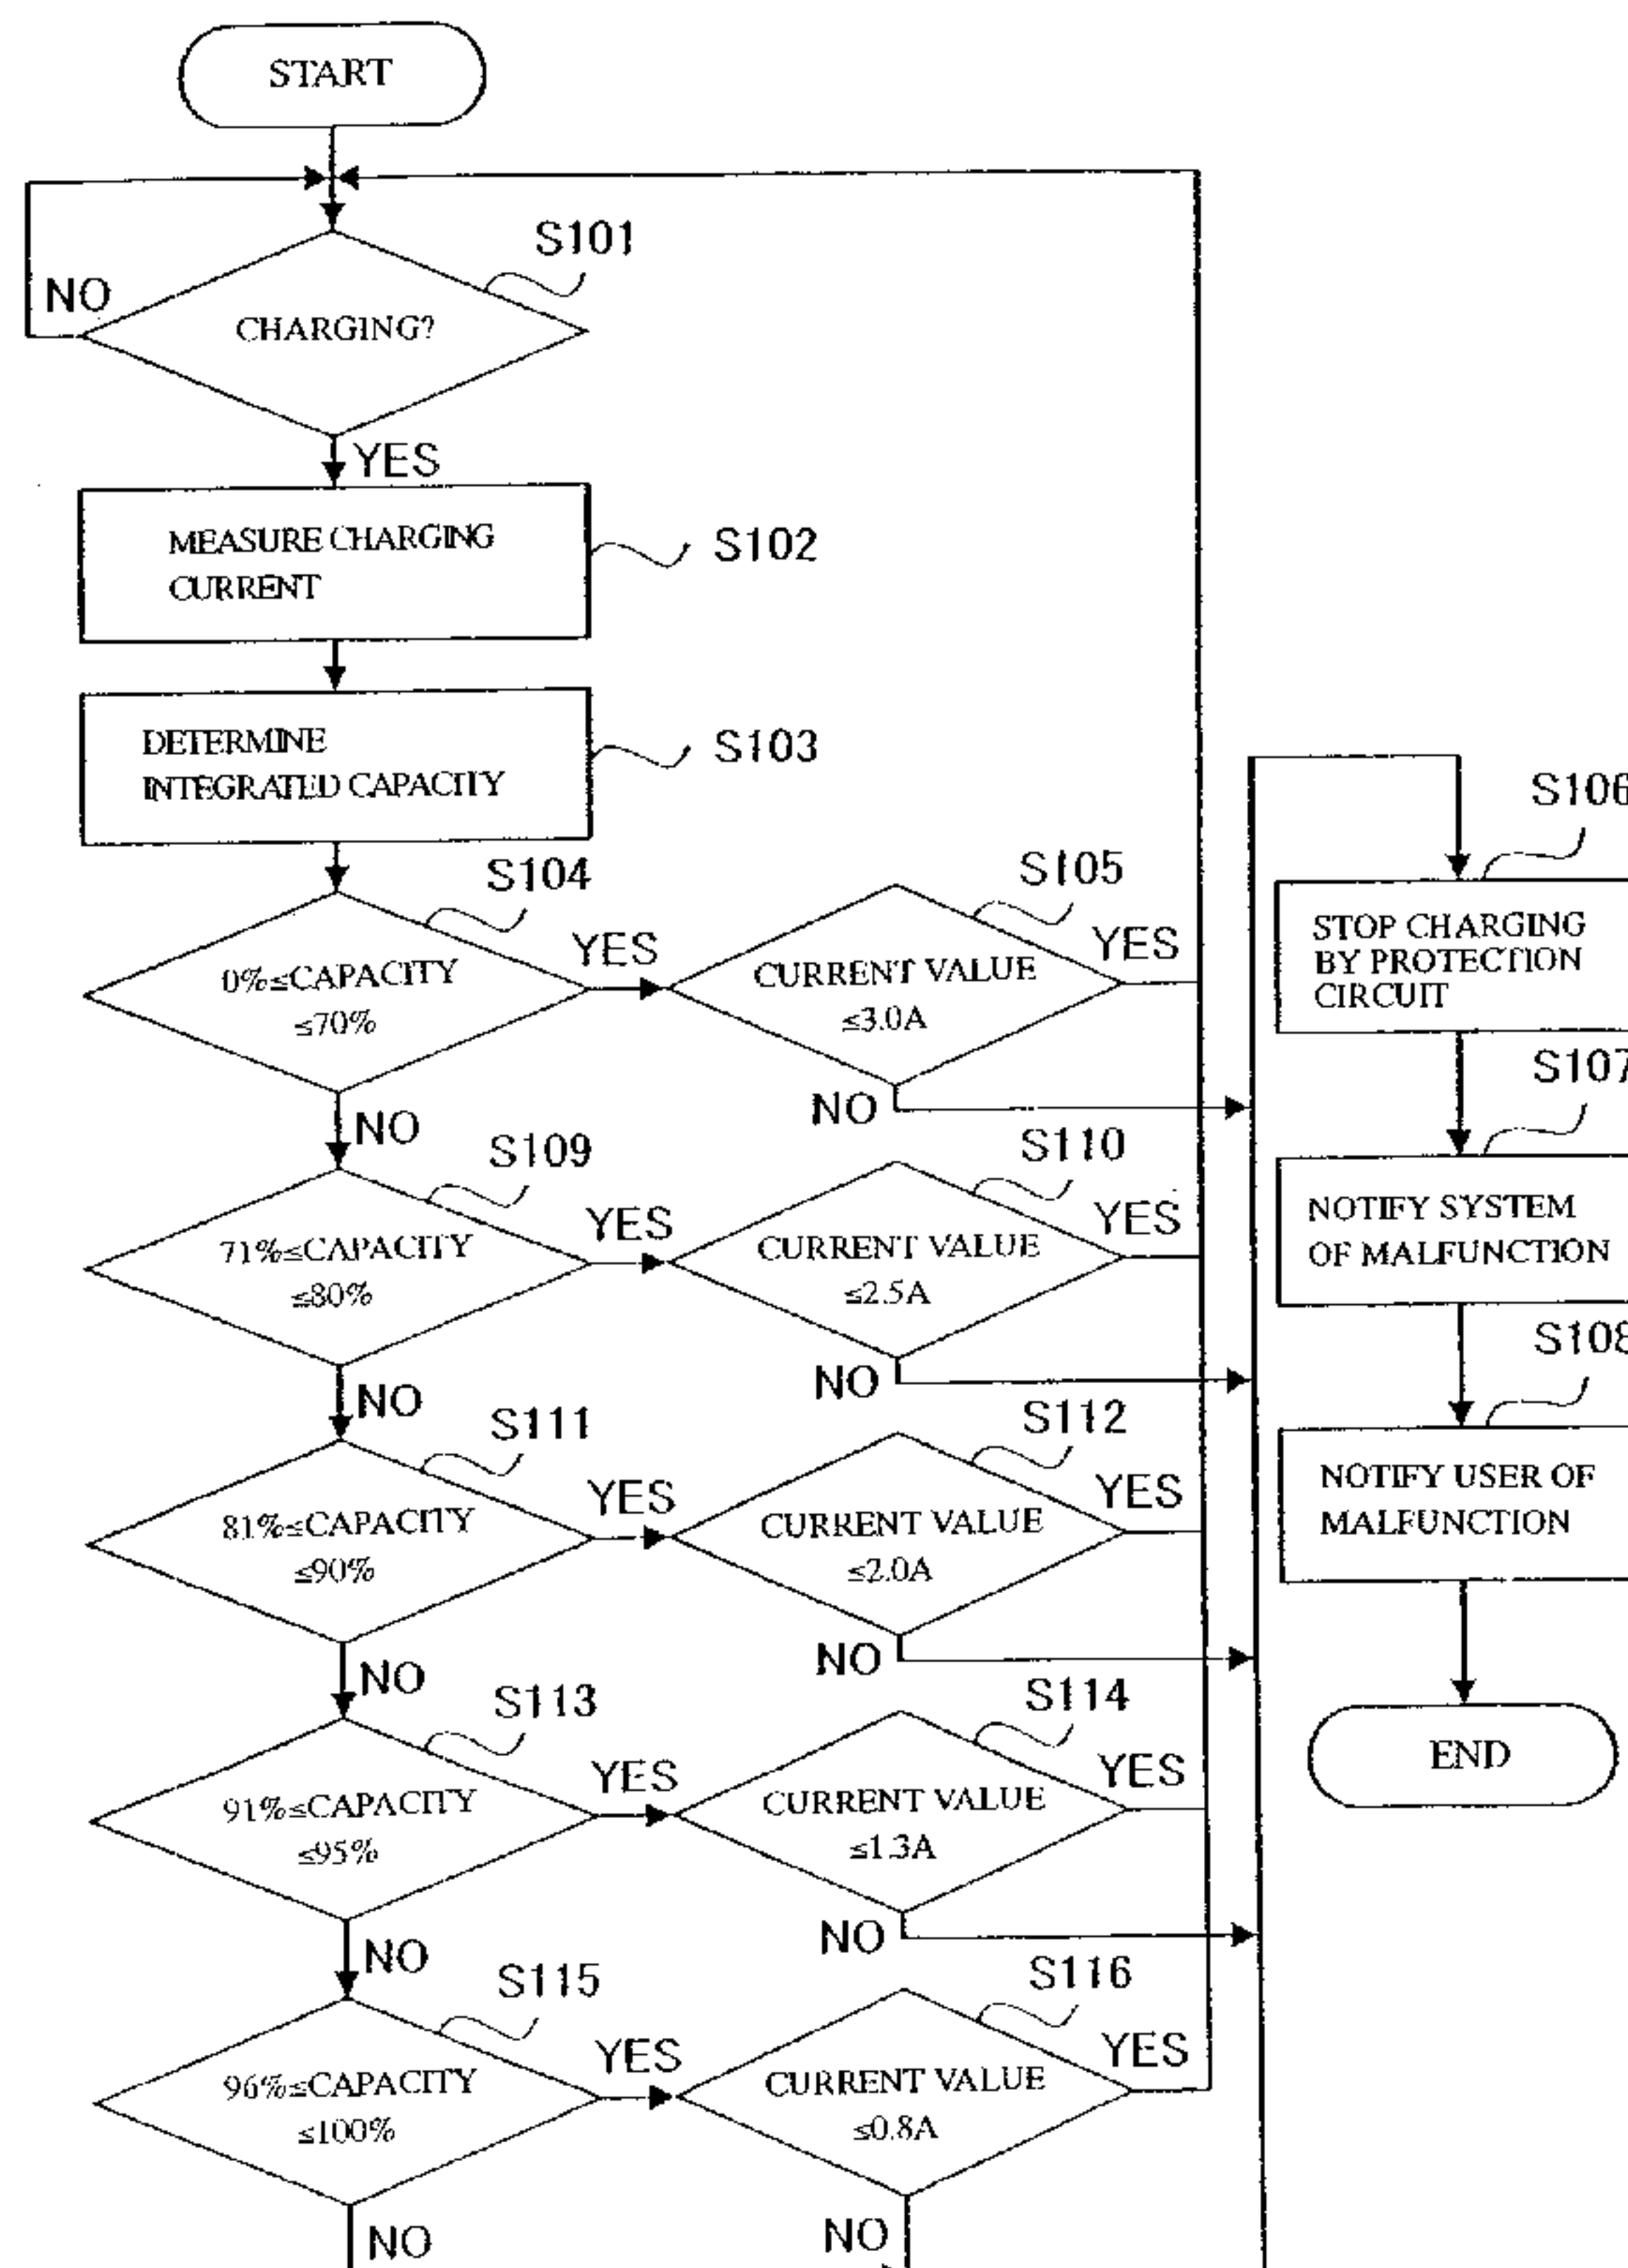 START
S101
NO
CHARGING?
YES
MEASURE CHARGING
CURRENT
S102
DETERMINE
INTEGRATED CAPACITY
S103
S104
0%≤CAPACITY
≤70%
YES
S105
CURRENT VALUE
≤3.0A
YES
NO
NO
S109
71%≤CAPACITY
≤80%
YES
S110
CURRENT VALUE
≤2.5A
YES
NO
NO
S111
81%≤CAPACITY
≤90%
YES
S112
CURRENT VALUE
≤2.0A
YES
NO
NO
S113
91%≤CAPACITY
≤95%
YES
S114
CURRENT VALUE
≤1.3A
YES
NO
NO
S115
96%≤CAPACITY
≤100%
YES
S116
CURRENT VALUE
≤0.8A
YES
NO
NO
S106
STOP CHARGING
BY PROTECTION
CIRCUIT
S107
NOTIFY SYSTEM
OF MALFUNCTION
S108
NOTIFY USER OF
MALFUNCTION
END